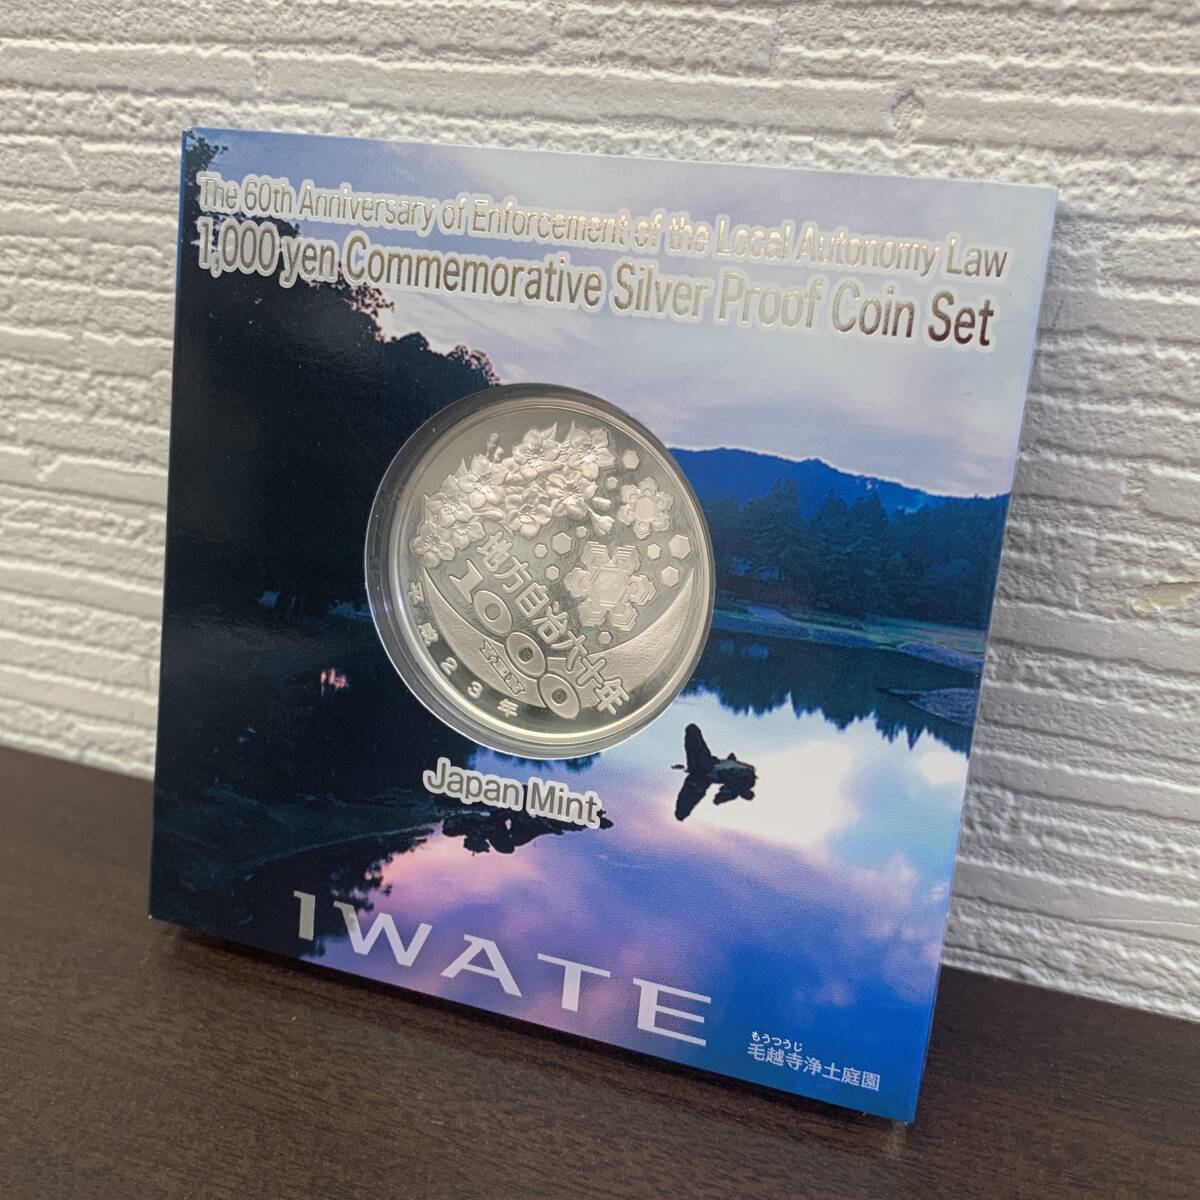 The 60th Anniversary of Enforcement of the Local Autonomy Law
1,000 yen Commemorative Silver Proof Coin Set
地方自治六十年
1000
平成23年
Japan Mint
IWATE
もうつうじ
毛越寺浄土庭園